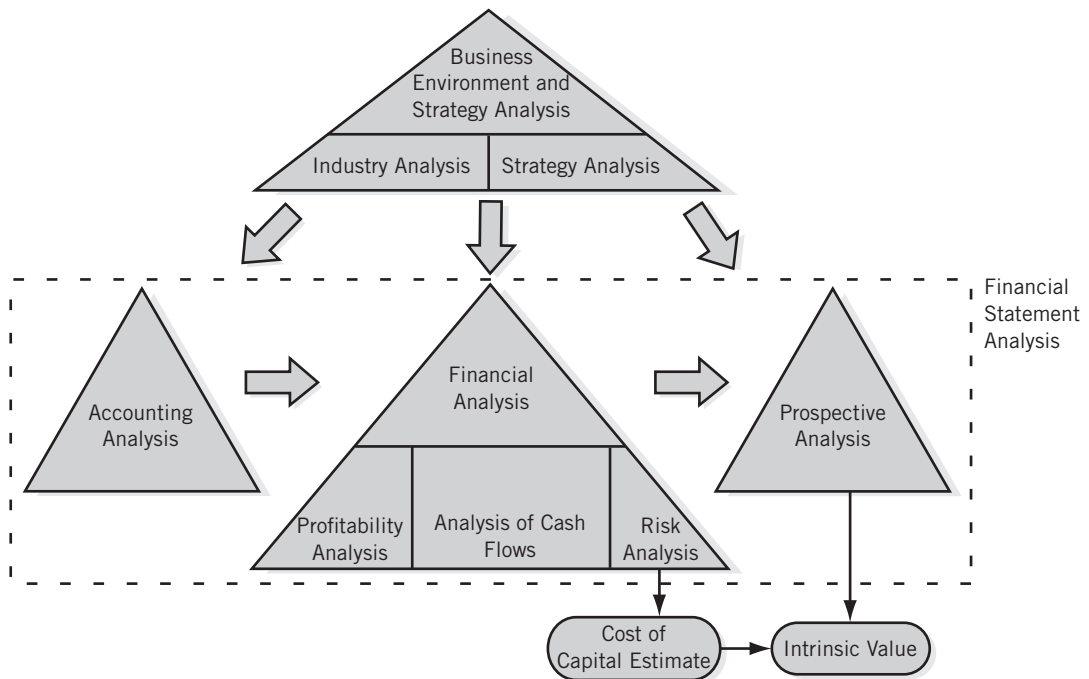 Business
Environment and
Strategy Analysis
Industry Analysis
Strategy Analysis
Financial
Statement
Analysis
Accounting
Analysis
Financial
Analysis
Prospective
Analysis
Profitability
Analysis
Analysis of Cash
Flows
Risk
Analysis
Cost of
Capital Estimate
Intrinsic Value